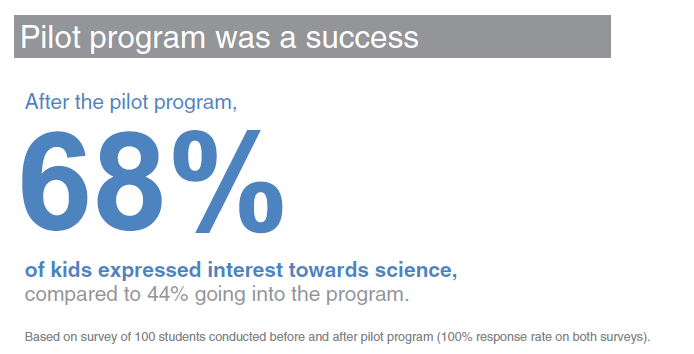 Pilot program was a success
After the pilot program,
68%
of kids expressed interest towards science,
compared to 44% going into the program.
Based on survey of 100 students conducted before and after pilot program (100% response rate on both surveys).